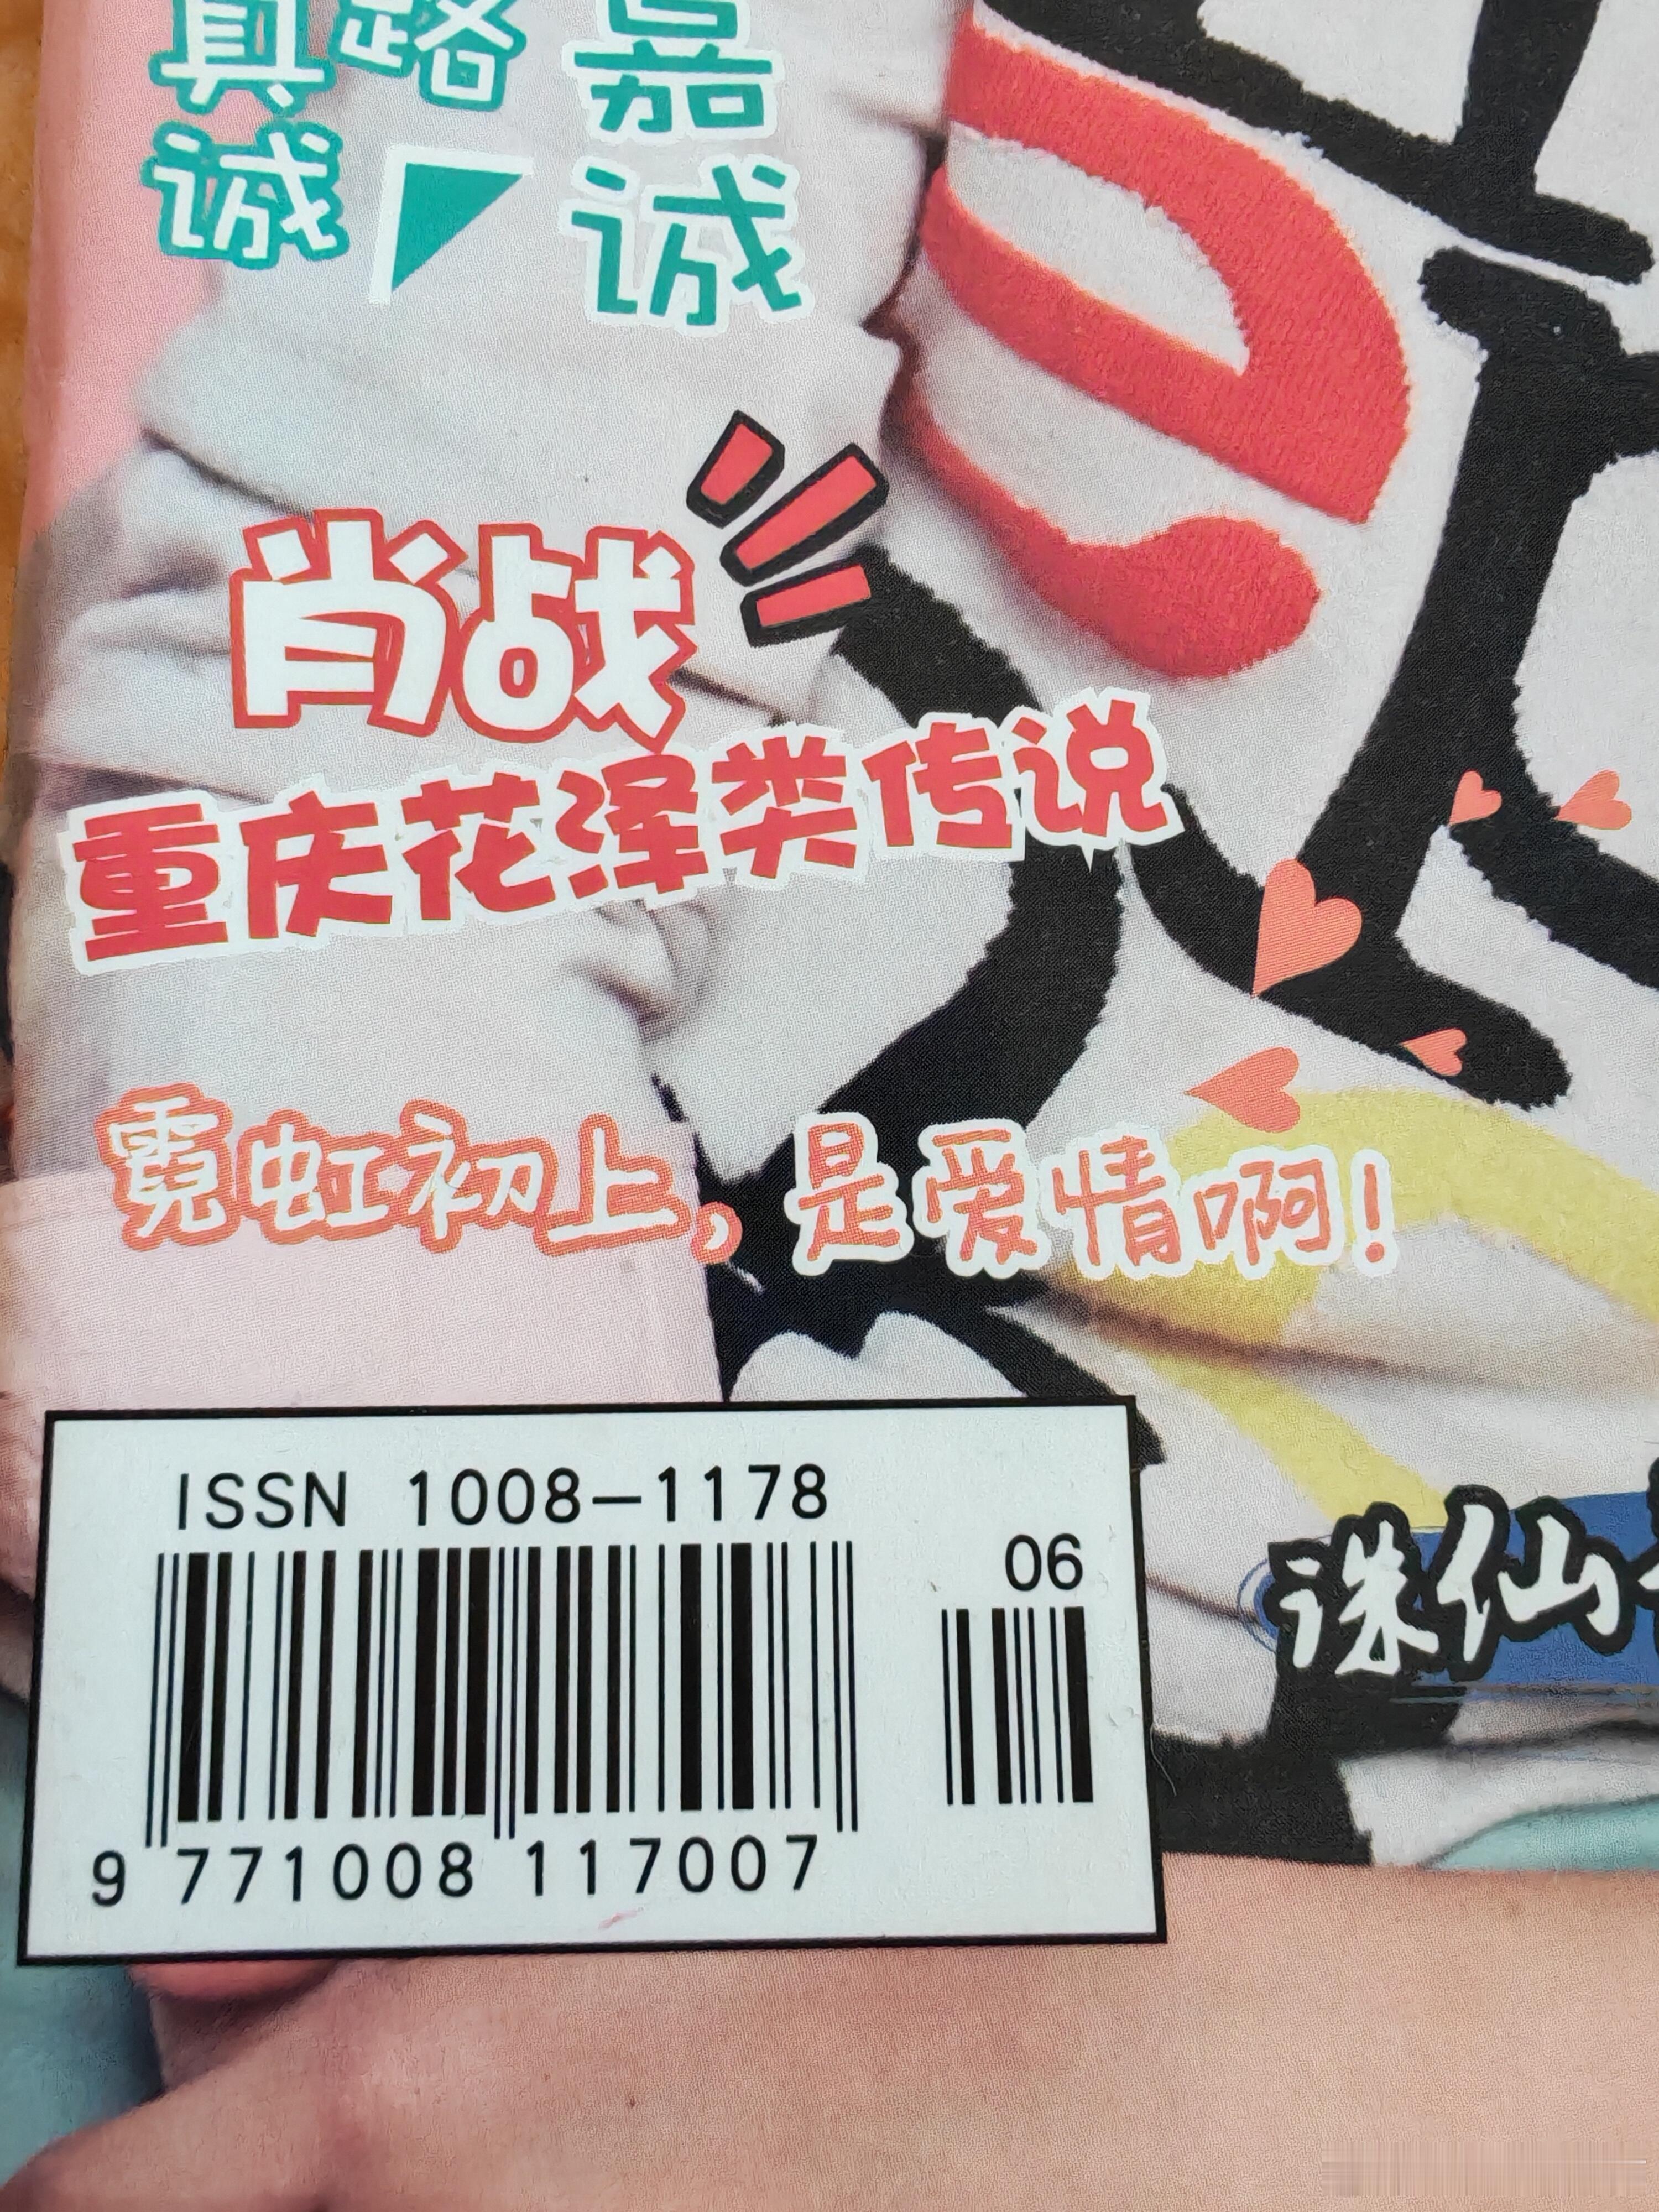 真路
诚
嘉
诚
肖战
重庆花泽类传说
霓虹初上，是爱情啊！
ISSN 1008-1178
06
9 771008 117007
诛仙